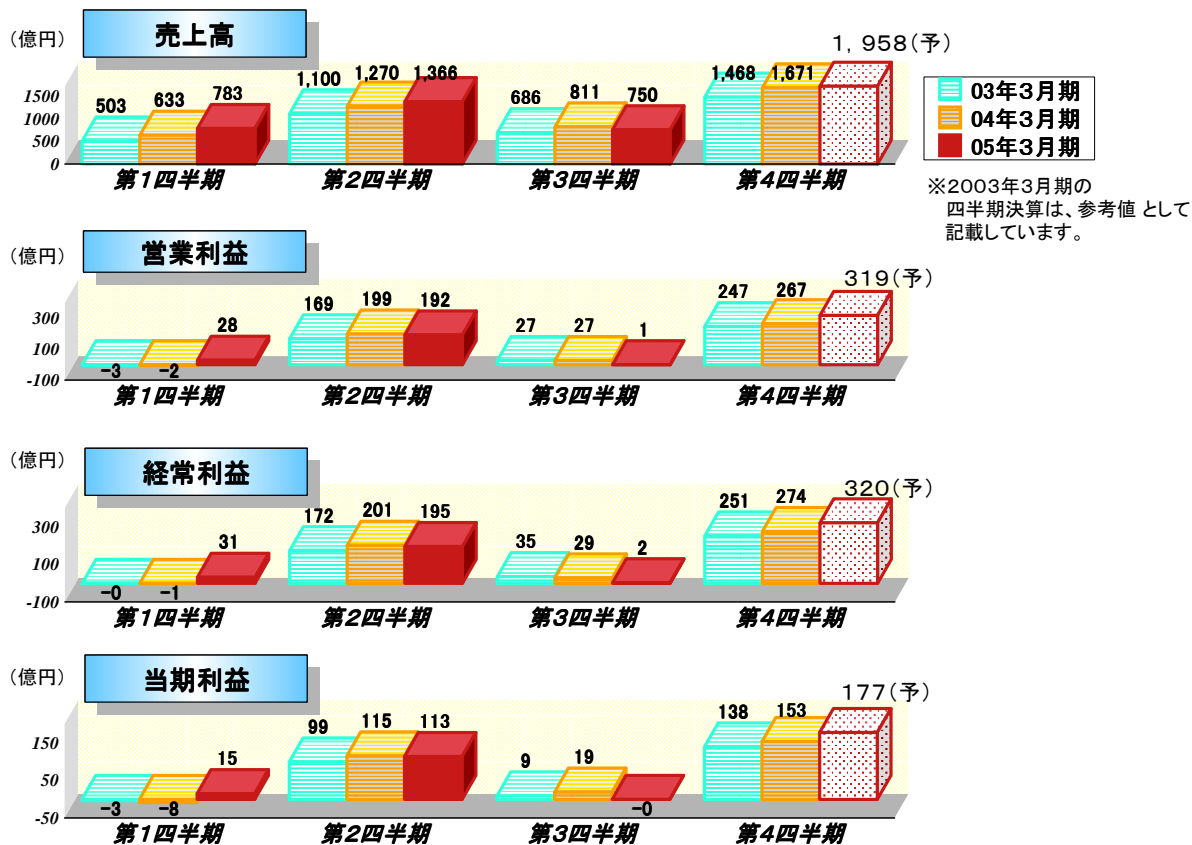 (億円)
売上高
1,958(予)
1,100
1,270
1,366
1,468
1,671
503
633
783
686
811
750
1500
1000
500
0
第1四半期
第2四半期
第3四半期
第4四半期
03年3月期
04年3月期
05年3月期
※2003年3月期の
四半期決算は、参考値 として
記載しています。
(億円)
営業利益
319(予)
247
267
169
199
192
28
27
27
1
-3
-2
300
100
-100
第1四半期
第2四半期
第3四半期
第4四半期
(億円)
経常利益
320(予)
251
274
172
201
195
31
35
29
2
-0
-1
300
100
-100
第1四半期
第2四半期
第3四半期
第4四半期
(億円)
当期利益
177(予)
138
153
99
115
113
15
9
19
-0
-3
-8
150
50
-50
第1四半期
第2四半期
第3四半期
第4四半期